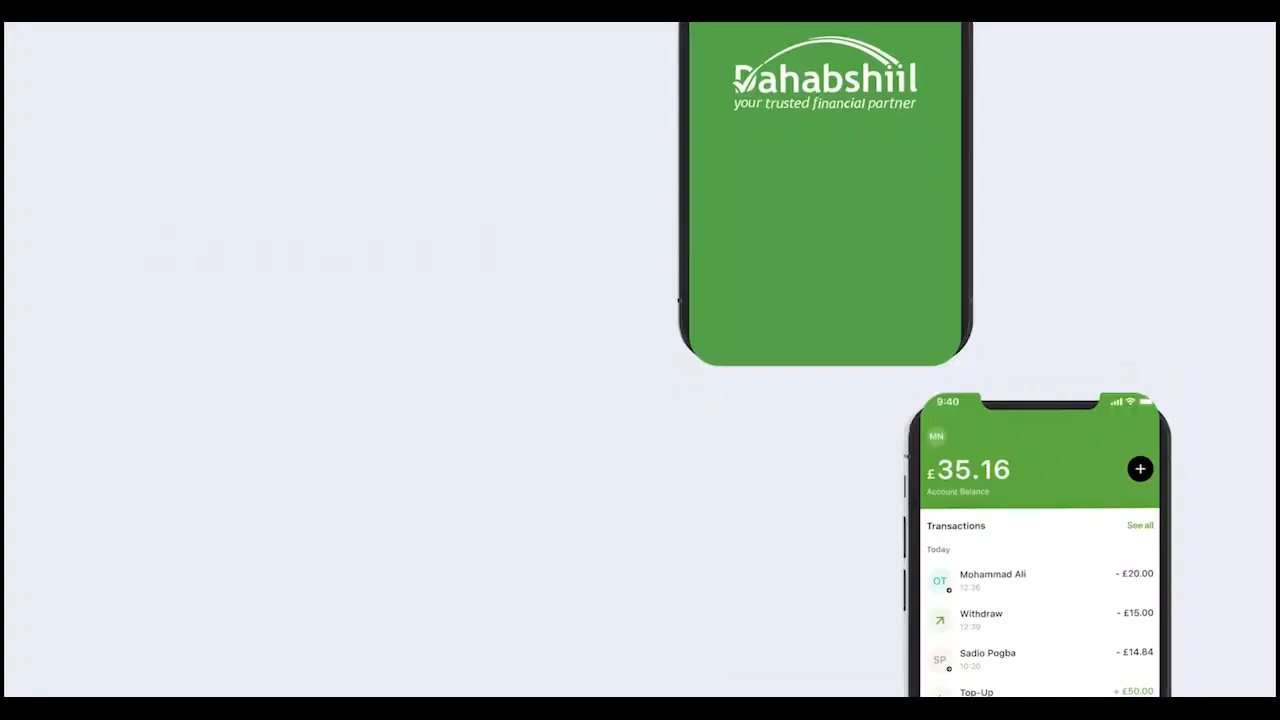 Dahabshiil
your trusted financial partner
9:40
MN
£35.16
+
Account Balance
Transactions
See all
Today
OT
Mohammad Ali
- £20.00
12:36
Withdraw
- £15.00
12:39
SP
Sadio Pogba
- £14.84
10:20
Top-Up
+ £50.00